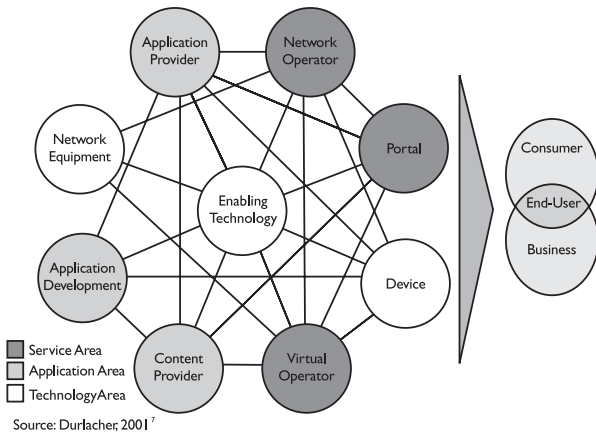 Application
Provider
Network
Operator
Network
Equipment
Portal
Enabling
Technology
Application
Development
Device
Content
Provider
Virtual
Operator
Consumer
End-User
Business
Service Area
Application Area
TechnologyArea
Source: Durlacher, 2001 7